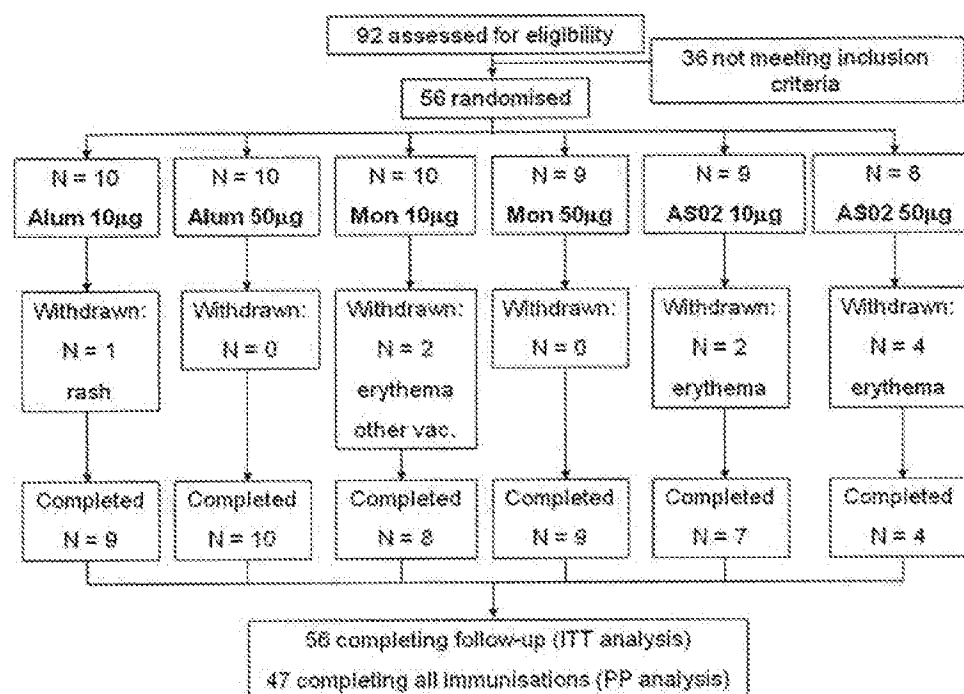 92 assessed for eligibility
36 not meeting inclusion
criteria
56 randomised
N = 10
Alum 10µg
N = 10
Alum 50µg
N = 10
Mon 10µg
N = 9
Mon 50µg
N = 9
AS02 10µg
N = 8
AS02 50µg
Withdrawn:
N = 1
rash
Withdrawn:
N = 0
Withdrawn:
N = 2
erythema
other vac.
Withdrawn:
N = 0
Withdrawn:
N = 2
erythema
Withdrawn:
N = 4
erythema
Completed
N = 9
Completed
N = 10
Completed
N = 8
Completed
N = 9
Completed
N = 7
Completed
N = 4
56 completing follow-up (ITT analysis)
47 completing all immunisations (PP analysis)